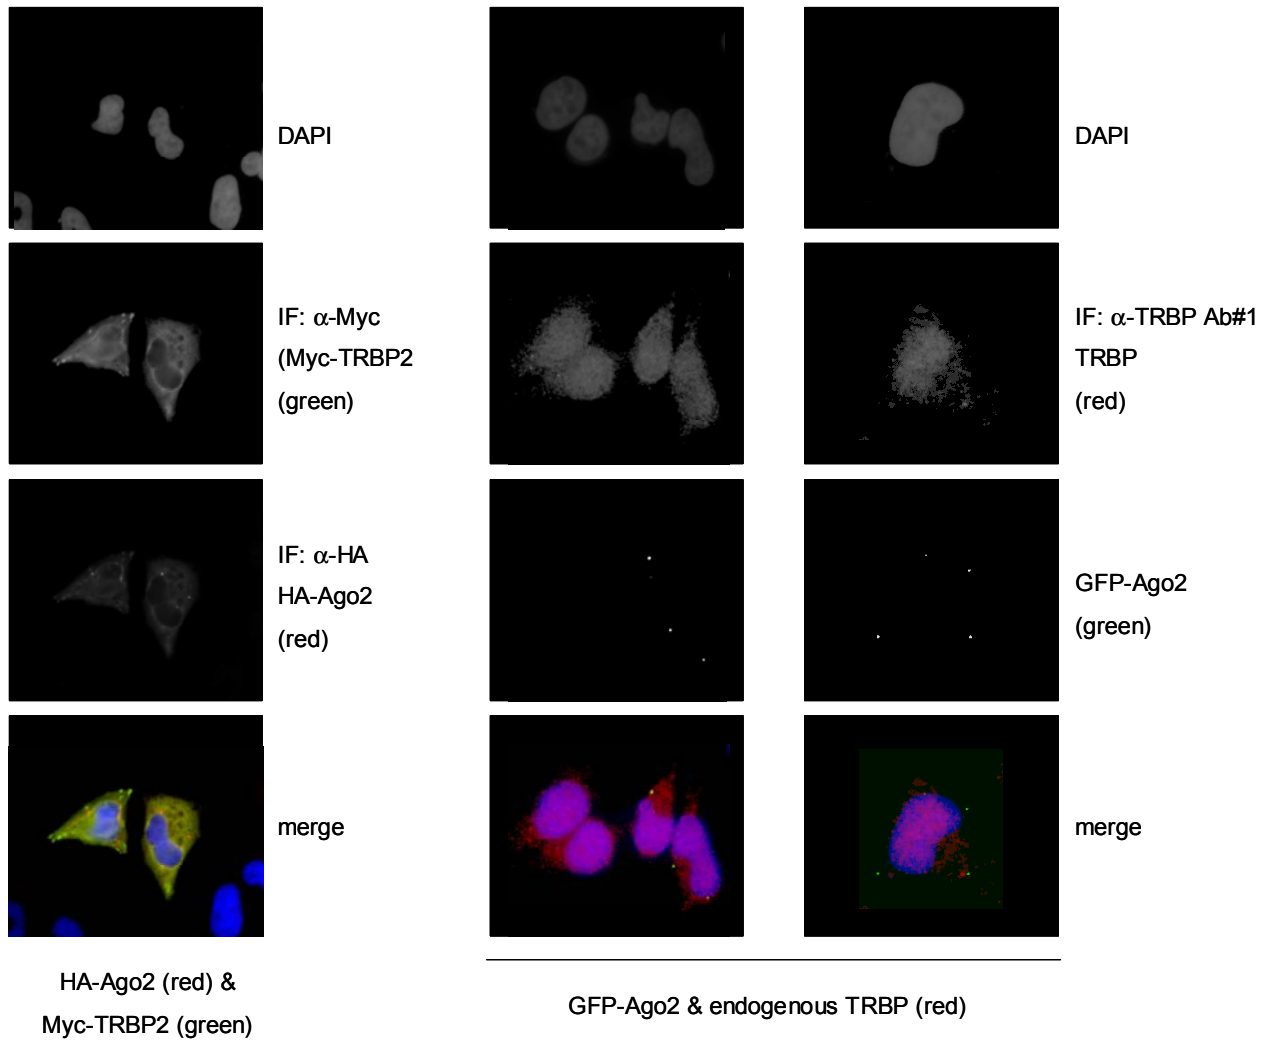 DAPI
DAPI
IF: α-Myc
(Myc-TRBP2
(green)
IF: α-TRBP Ab#1
TRBP
(red)
IF: α-HA
HA-Ago2
(red)
GFP-Ago2
(green)
merge
merge
HA-Ago2 (red) &
Myc-TRBP2 (green)
GFP-Ago2 & endogenous TRBP (red)